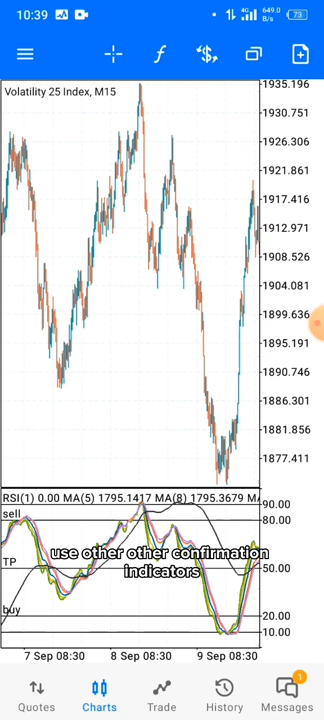 10:39
4G
649.0
B/s
73
Volatility 25 Index, M15
1935.196
1930.751
1926.306
1921.861
1917.416
1912.971
1908.526
1904.081
1899.636
1895.191
1890.746
1886.301
1881.856
1877.411
RSI(1) 0.00 MA(5) 1795.1417 MA(8) 1795.3679 MA
sell
90.00
80.00
use other other confirmation
indicators
TP
50.00
buy
20.00
10.00
7 Sep 08:30 8 Sep 08:30 9 Sep 08:30
1
Quotes Charts Trade History Messages